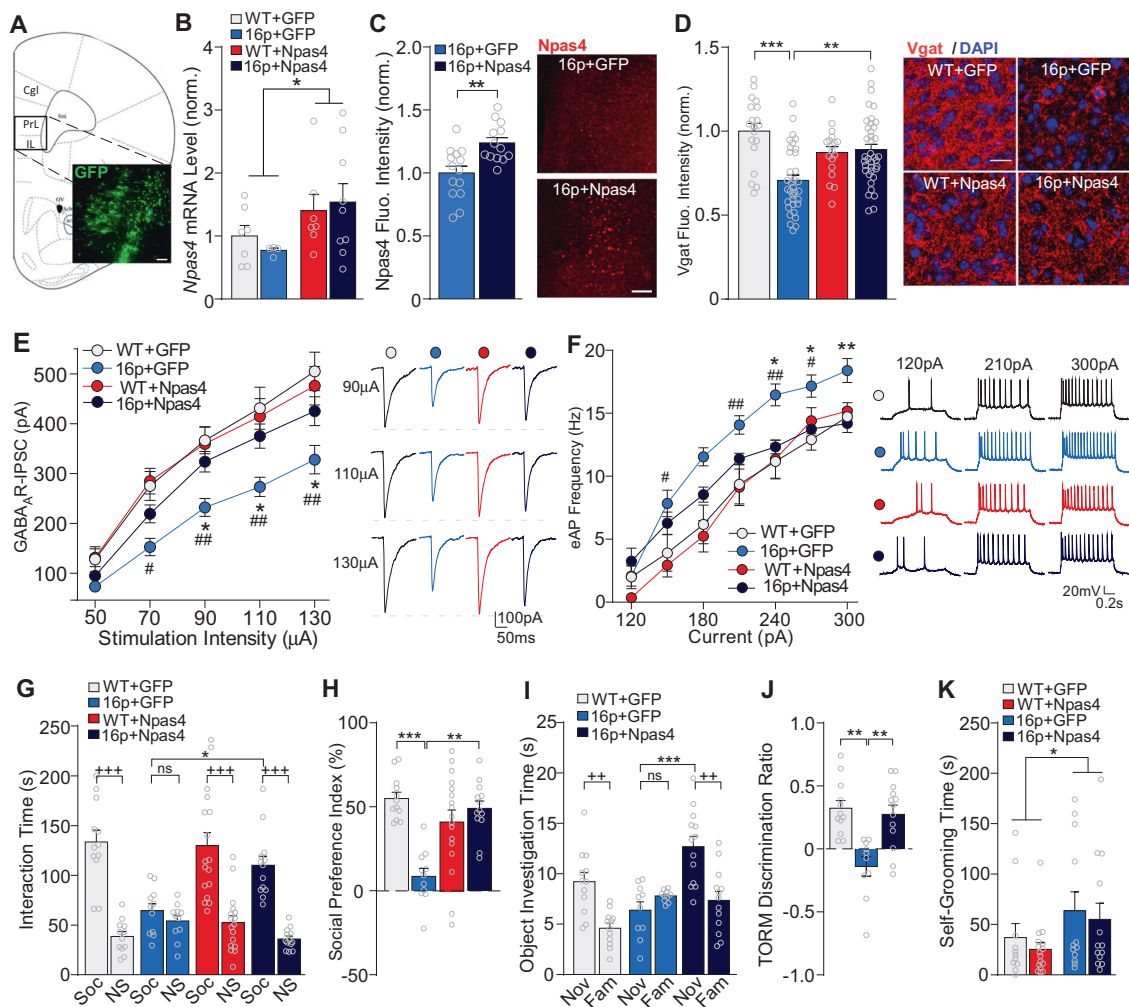 A
Cgl
PrL
IL
GFP
B
WT+GFP
16p+GFP
WT+Npas4
16p+Npas4
Npas4 mRNA Level (norm.)
4
3
2
1
0
*
C
16p+GFP
16p+Npas4
Npas4 Fluo. Intensity (norm.)
2.0
1.5
1.0
0.5
0.0
**
Npas4
16p+GFP
16p+Npas4
D
Vgat Fluo. Intensity (norm.)
1.5
1.0
0.5
0.0
***
**
Vgat /DAPI
WT+GFP
16p+GFP
WT+Npas4
16p+Npas4
E
WT+GFP
16p+GFP
WT+Npas4
16p+Npas4
GABAAR-IPSC (pA)
500
400
300
200
100
#
*
##
*
##
*
##
50 70 90 110 130
Stimulation Intensity (μA)
90μA
110μA
130μA
100pA
50ms
F
eAP Frequency (Hz)
20
15
10
5
0
#
##
*
##
*
#
**
WT+GFP
16p+GFP
WT+Npas4
16p+Npas4
120 180 240 300
Current (pA)
120pA 210pA 300pA
20mV
0.2s
G
WT+GFP
16p+GFP
WT+Npas4
16p+Npas4
Interaction Time (s)
250
200
150
100
50
0
*
+++ ns +++ +++
Soc NS Soc NS Soc NS Soc NS
H
Social Preference Index (%)
100
50
0
-50
*** **
I
WT+GFP
16p+GFP
16p+Npas4
Object Investigation Time (s)
25
20
15
10
5
0
***
++ ns ++
Nov Fam Nov Fam Nov Fam
J
TORM Discrimination Ratio
1.0
0.5
0.0
-0.5
-1.0
** **
K
WT+GFP
WT+Npas4
16p+GFP
16p+Npas4
Self-Grooming Time (s)
200
150
100
50
0
*